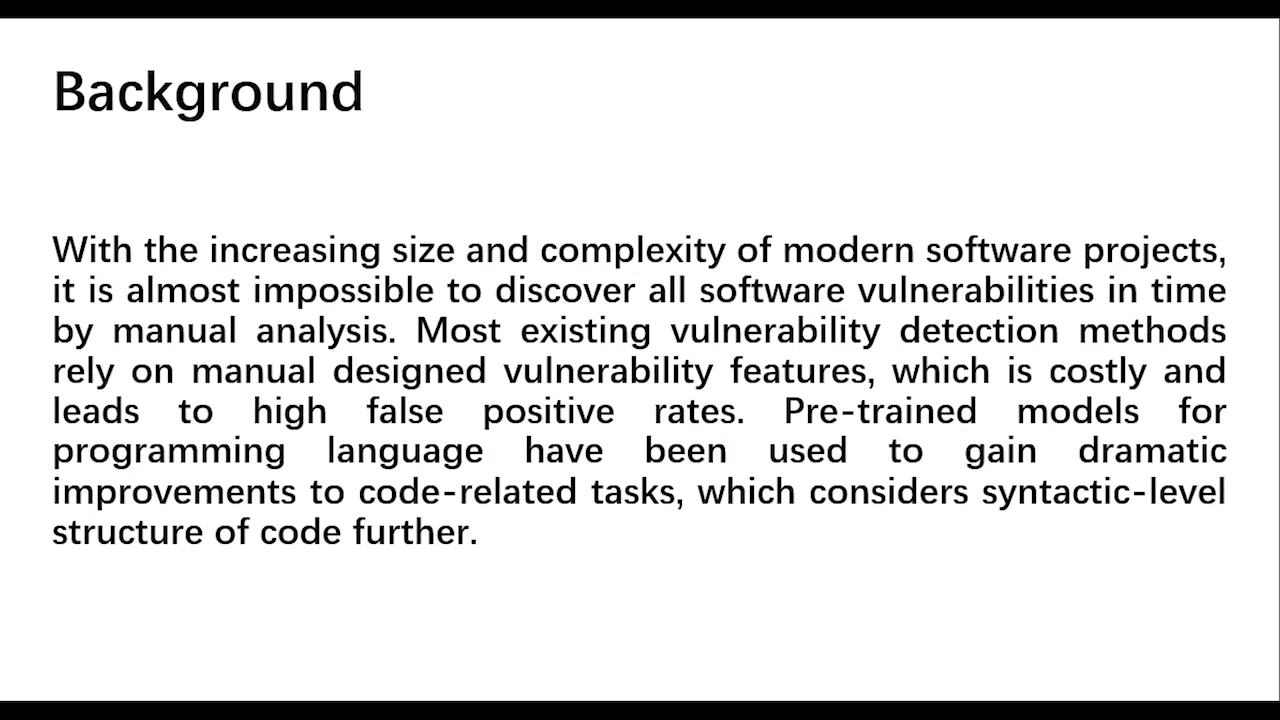 Background
With the increasing size and complexity of modern software projects,
it is almost impossible to discover all software vulnerabilities in time
by manual analysis. Most existing vulnerability detection methods
rely on manual designed vulnerability features, which is costly and
leads to high false positive rates. Pre-trained models for
programming language have been used to gain dramatic
improvements to code-related tasks, which considers syntactic-level
structure of code further.